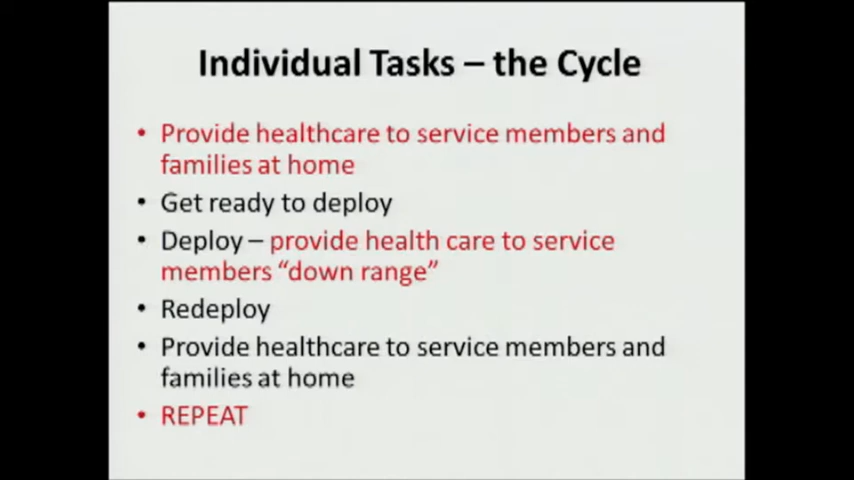 Individual Tasks – the Cycle
• Provide healthcare to service members and
families at home
• Get ready to deploy
• Deploy – provide health care to service
members “down range”
• Redeploy
• Provide healthcare to service members and
families at home
• REPEAT